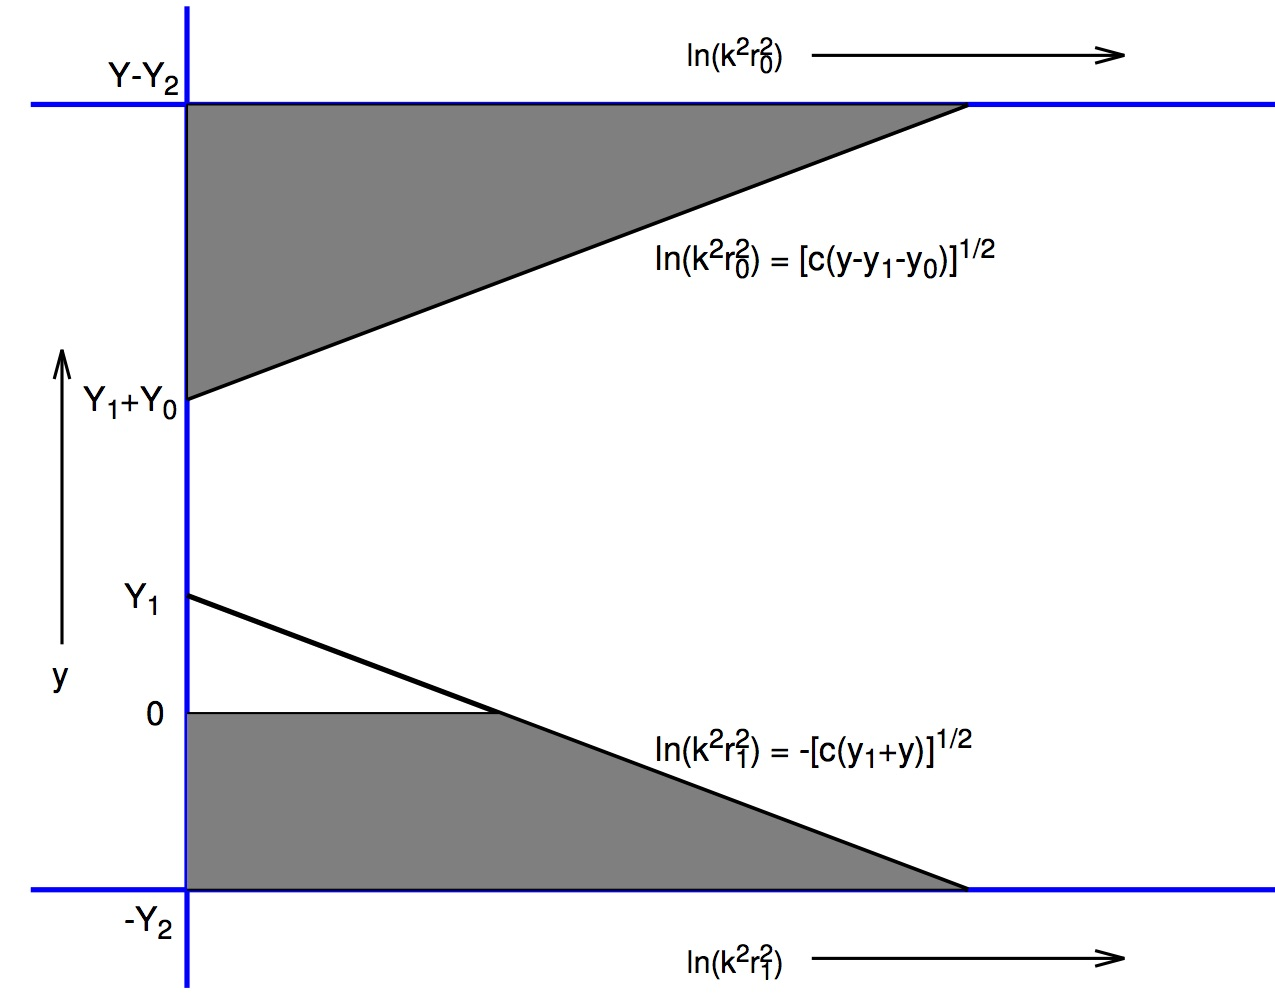 ln(k²r₀²)
Y-Y₂
ln(k²r₀²) = [c(y-y₁-y₀)]¹/²
Y₁+Y₀
Y₁
y
0
ln(k²r₁²) = -[c(y₁+y)]¹/²
-Y₂
ln(k²r₁²)